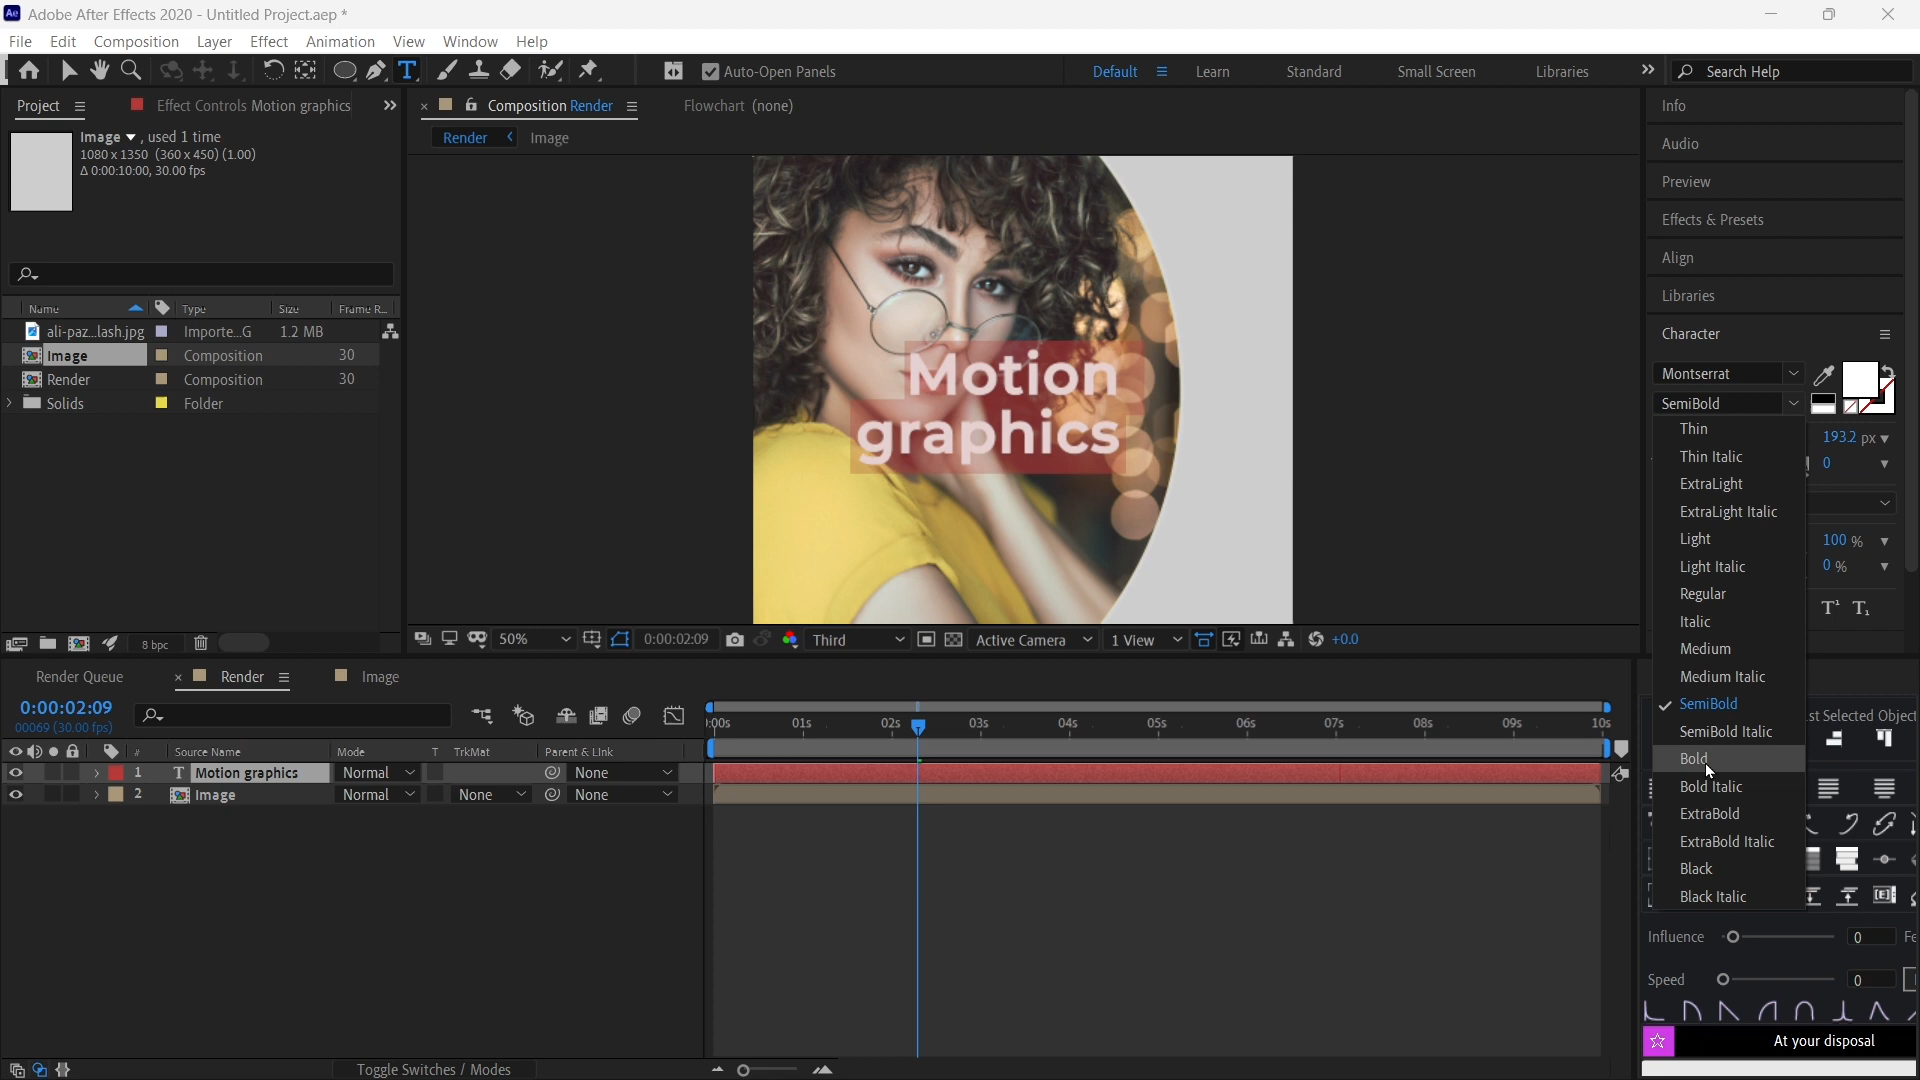 Adobe After Effects 2020 - Untitled Project.aep *
File Edit Composition Layer Effect Animation View Window Help
Auto-Open Panels
Default Learn Standard Small Screen Libraries
Search Help
Project
Effect Controls Motion graphics
Image , used 1 time
1080 x 1350 (360 x 450) (1.00)
Δ 0:00:10:00, 30.00 fps
Name Type Size Frame R...
ali-paz...lash.jpg Importe...G 1.2 MB
Image Composition 30
Render Composition 30
Solids Folder
8 bpc
Composition Render
Flowchart (none)
Render Image
Motion
graphics
50% 0:00:02:09 Third Active Camera 1 View +0.0
Info
Audio
Preview
Effects & Presets
Align
Libraries
Character
Montserrat
SemiBold
193.2 px
0
100 %
0 %
Thin
Thin Italic
ExtraLight
ExtraLight Italic
Light
Light Italic
Regular
Italic
Medium
Medium Italic
SemiBold
SemiBold Italic
Bold
Bold Italic
ExtraBold
ExtraBold Italic
Black
Black Italic
st Selected Object
Influence 0 Fe
Speed 0
At your disposal
Render Queue Render Image
0:00:02:09
00069 (30.00 fps)
:00s 01s 02s 03s 04s 05s 06s 07s 08s 09s 10s
# Source Name Mode T TrkMat Parent & Link
1 T Motion graphics Normal None
2 Image Normal None None
Toggle Switches / Modes